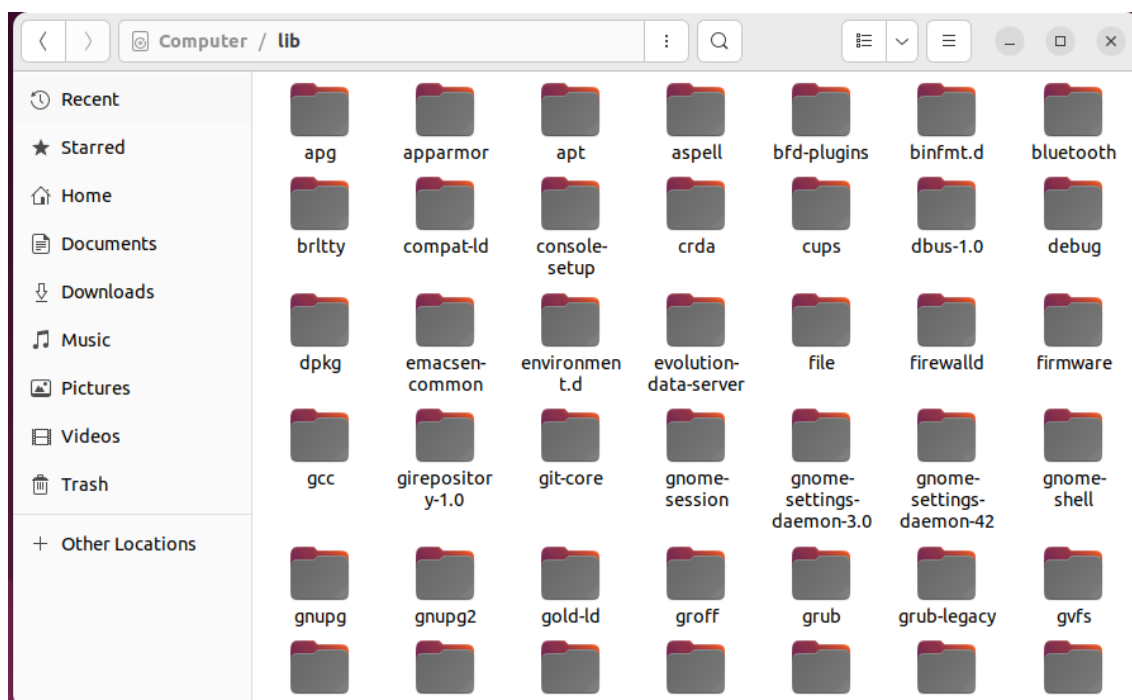 Computer / lib
Recent
Starred
Home
Documents
Downloads
Music
Pictures
Videos
Trash
Other Locations
apg apparmor apt aspell bfd-plugins binfmt.d bluetooth
brltty compat-ld console- crda cups dbus-1.0 debug
setup
dpkg emacsen- environmen evolution- file firewalld firmware
common t.d data-server
gcc girepositor git-core gnome- gnome- gnome- gnome-
y-1.0 session settings- settings- shell
daemon-3.0 daemon-42
gnupg gnupg2 gold-ld groff grub grub-legacy gvfs